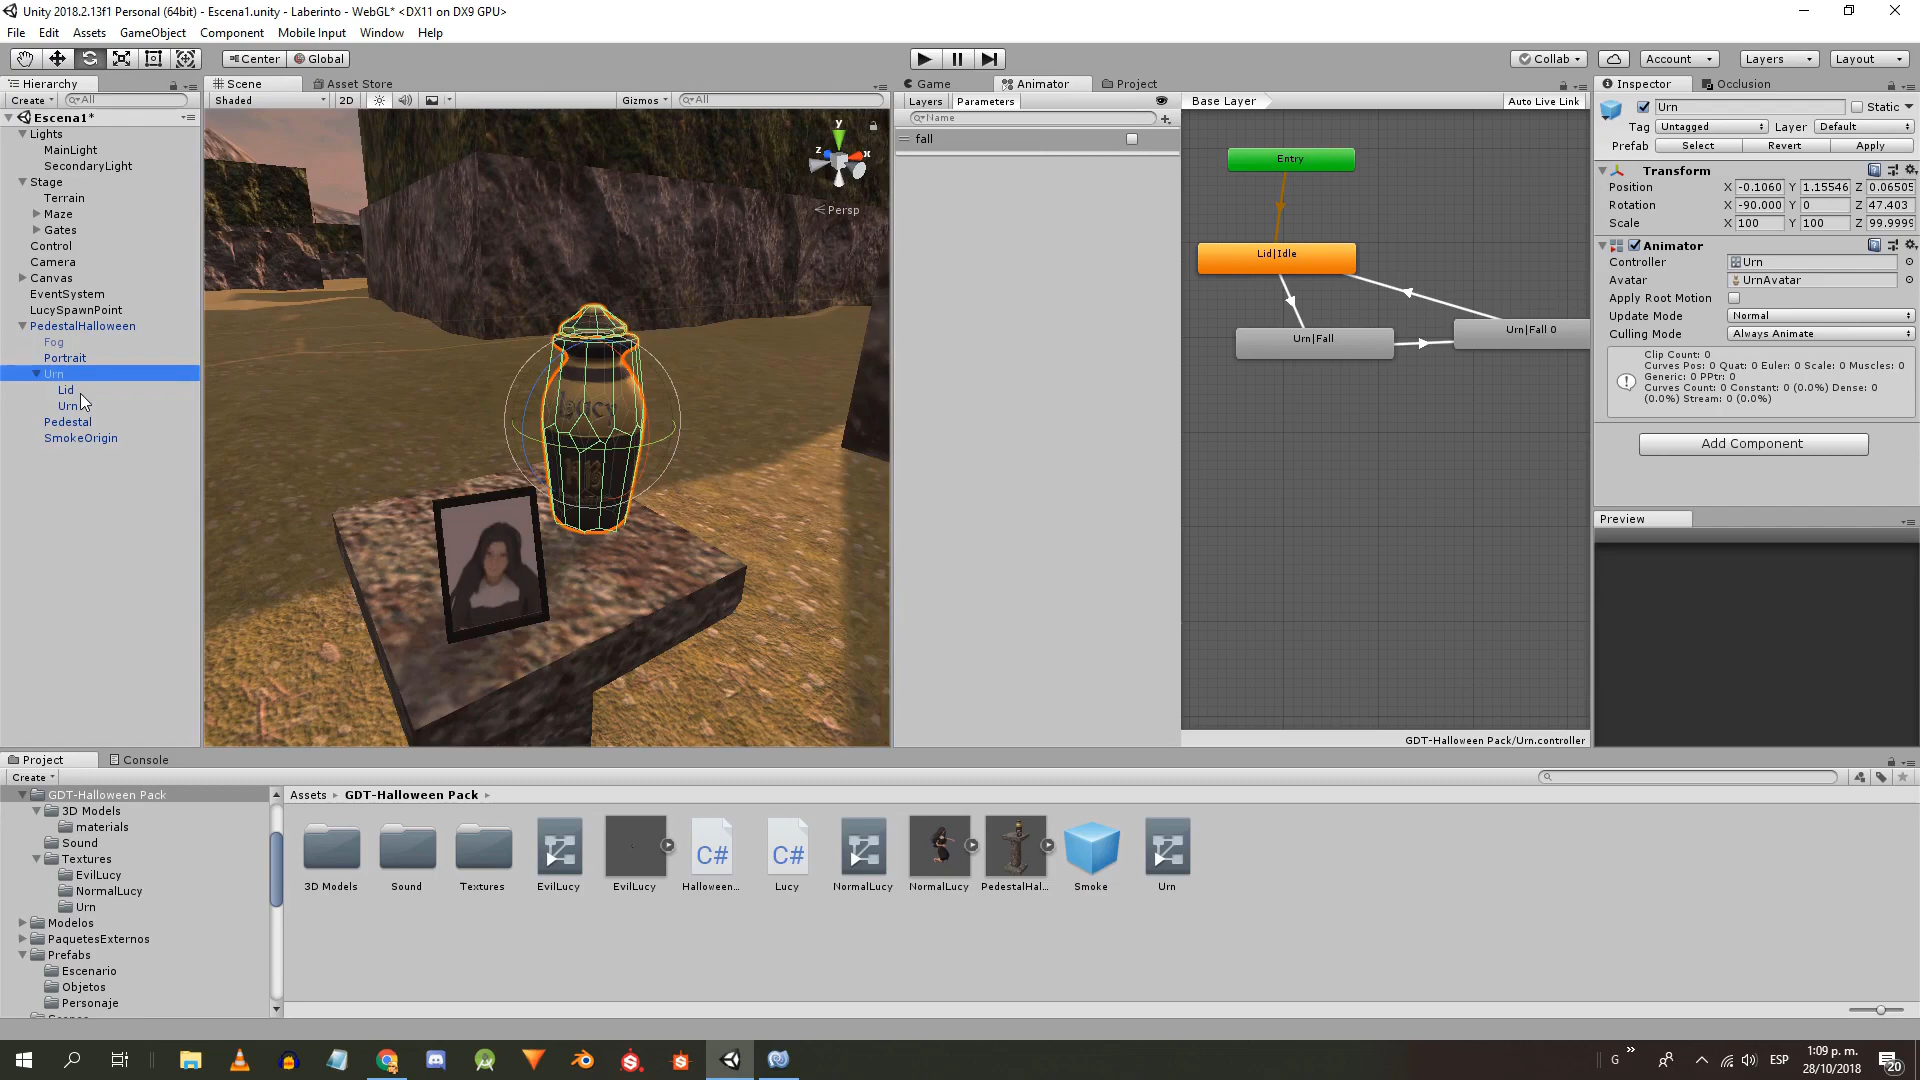 Unity 2018.2.13f1 Personal (64bit) - Escena1.unity - Laberinto - WebGL* <DX11 on DX9 GPU>
File Edit Assets GameObject Component Mobile Input Window Help
Center Global Collab Account Layers Layout
Hierarchy
Create All
Escena1*
Lights
MainLight
SecondaryLight
Stage
Terrain
Maze
Gates
Control
Camera
Canvas
EventSystem
LucySpawnPoint
PedestalHalloween
Fog
Portrait
Urn
Lid
Urn
Pedestal
SmokeOrigin
Scene Asset Store
Shaded 2D Gizmos All
y
z x
Persp
Lucy
Game Animator Project
Layers Parameters Base Layer Auto Live Link
Name
fall
Entry
Lid|Idle
Urn|Fall
Urn|Fall 0
GDT-Halloween Pack/Urn.controller
Inspector Occlusion
Urn Static
Tag Untagged Layer Default
Prefab Select Revert Apply
Transform
Position X -0.1060 Y 1.15546 Z 0.06505
Rotation X -90.000 Y 0 Z 47.403
Scale X 100 Y 100 Z 99.9999
Animator
Controller Urn
Avatar UrnAvatar
Apply Root Motion
Update Mode Normal
Culling Mode Always Animate
Clip Count: 0
Curves Pos: 0 Quat: 0 Euler: 0 Scale: 0 Muscles: 0
Generic: 0 PPtr: 0
Curves Count: 0 Constant: 0 (0.0%) Dense: 0
(0.0%) Stream: 0 (0.0%)
Add Component
Preview
Project Console
Create
GDT-Halloween Pack
3D Models
materials
Sound
Textures
EvilLucy
NormalLucy
Urn
Modelos
PaquetesExternos
Prefabs
Escenario
Objetos
Personaje
Assets GDT-Halloween Pack
C# C#
3D Models Sound Textures EvilLucy EvilLucy Halloween... Lucy NormalLucy NormalLucy PedestalHal... Smoke Urn
G » ESP
1:09 p. m.
28/10/2018
20